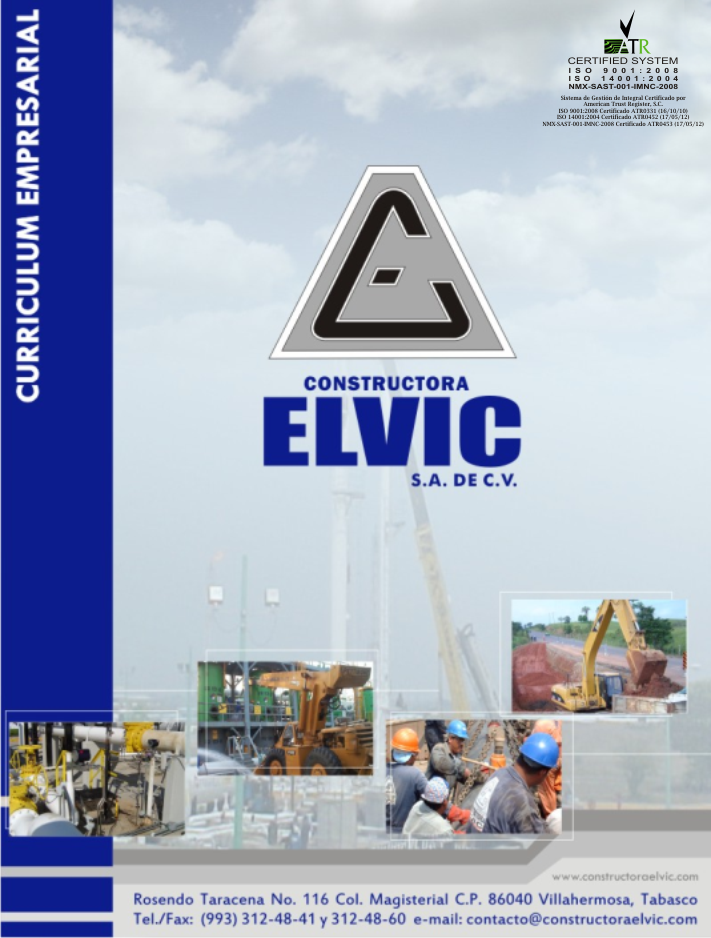 CURRICULUM EMPRESARIAL
ATR
CERTIFIED SYSTEM
ISO 9001:2008
ISO 14001:2004
NMX-SAST-001-IMNC-2008
Sistema de Gestión de Integral Certificado por
American Trust Register, S.C.
ISO 9001:2008 Certificado ATR0331 (16/10/10)
ISO 14001:2004 Certificado ATR0452 (17/05/12)
NMX-SAST-001-IMNC-2008 Certificado ATR0453 (17/05/12)
CONSTRUCTORA
ELVIC
S.A. DE C.V.
www.constructoraelvic.com
Rosendo Taracena No. 116 Col. Magisterial C.P. 86040 Villahermosa, Tabasco
Tel./Fax: (993) 312-48-41 y 312-48-60 e-mail: contacto@constructoraelvic.com